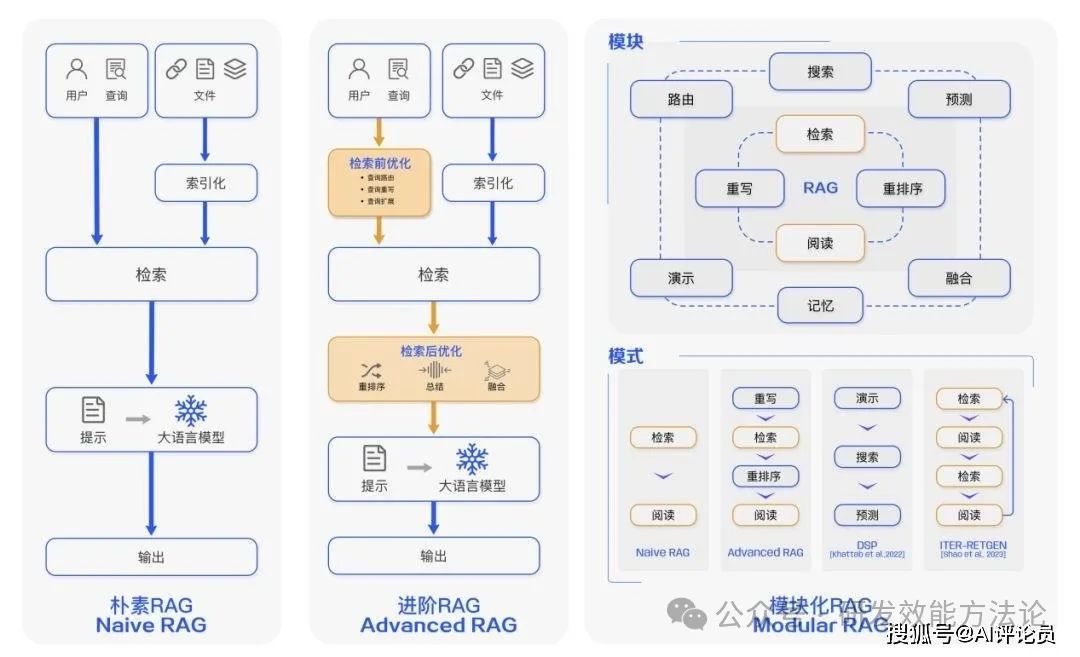 用户 查询
文件
索引化
检索
提示
大语言模型
输出
朴素RAG
Naive RAG
用户 查询
文件
检索前优化
• 查询路由
• 查询重写
• 查询扩展
索引化
检索
检索后优化
重排序 总结 融合
提示
大语言模型
输出
进阶RAG
Advanced RAG
模块
搜索
路由
预测
检索
重写
RAG
重排序
阅读
演示
融合
记忆
模式
检索
阅读
Naive RAG
重写
检索
重排序
阅读
Advanced RAG
演示
搜索
预测
DSP
[Khattab et al.,2022]
检索
阅读
检索
阅读
ITER-RETGEN
[Shao et al., 2023]
模块化RAG
Modular RAG
公众号·研发效能方法论
搜狐号@AI评论员